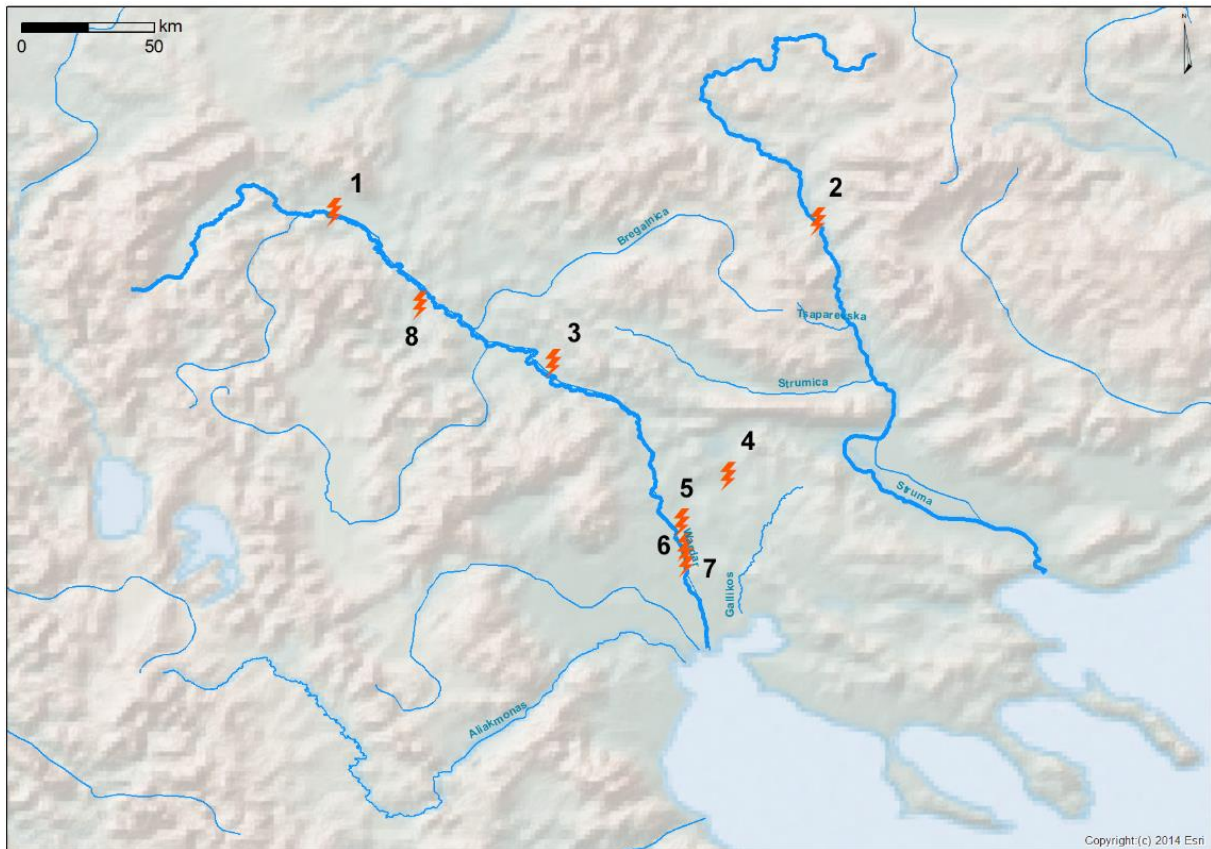 km
0 50
N
1
2
Bregalnica
Tsaparevska
8
3
Strumica
4
5
Struma
Wardar
6
7
Gallikos
Aliakmonas
Copyright:(c) 2014 Esri